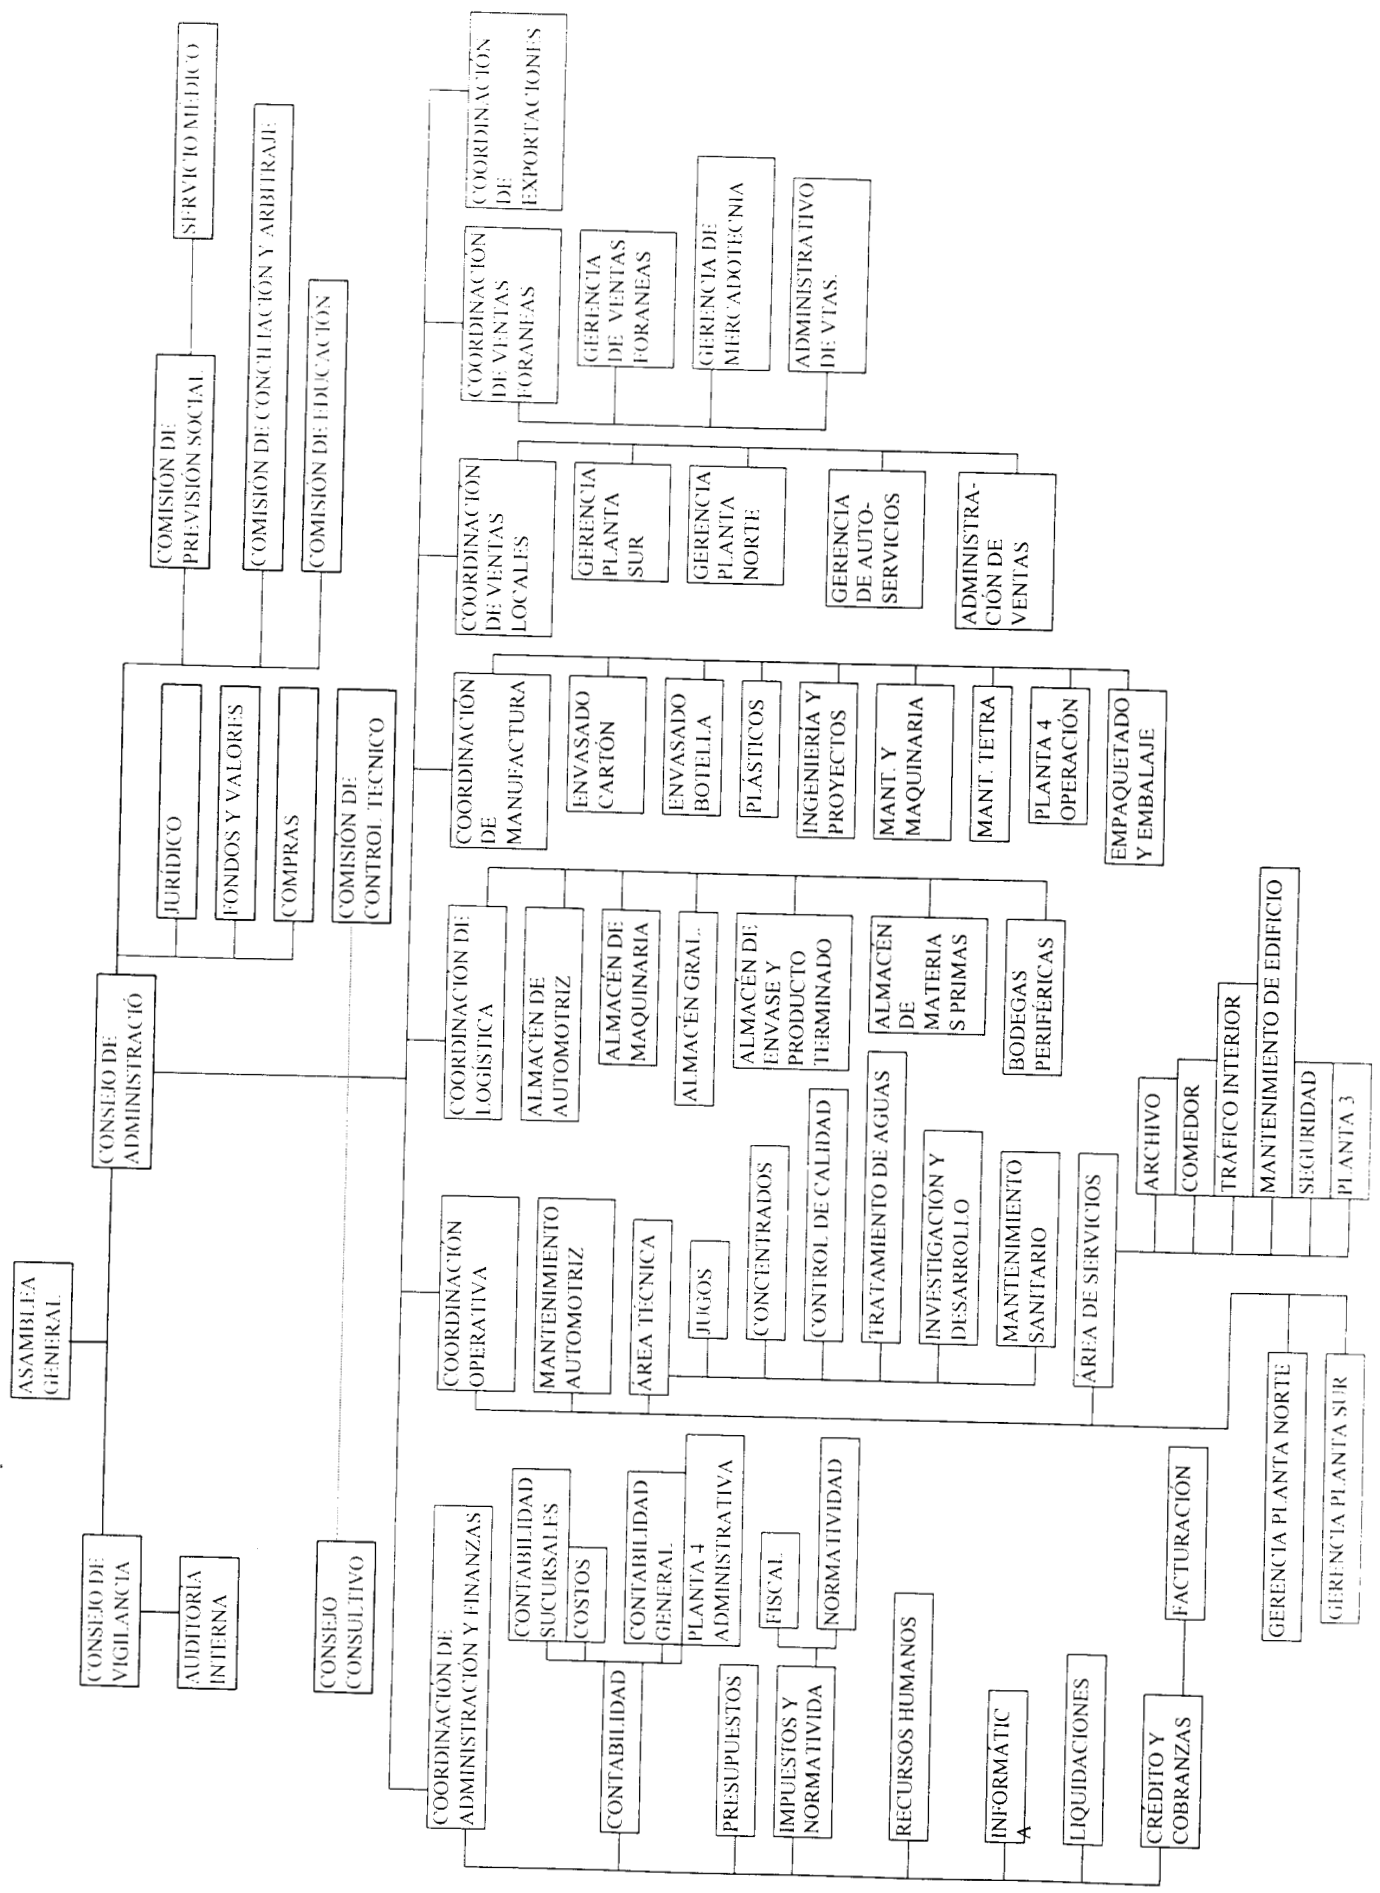 ASAMBLEA
GENERAL
CONSEJO DE
VIGILANCIA
AUDITORIA
INTERNA
CONSEJO DE
ADMINISTRACIÓ
COMISIÓN DE
PREVISIÓN SOCIAL
SERVICIO MEDICO
COMISIÓN DE CONCILIACIÓN Y ARBITRAJE
COMISIÓN DE EDUCACIÓN
JURÍDICO
FONDOS Y VALORES
COMPRAS
CONSEJO
CONSULTIVO
COMISIÓN DE
CONTROL TECNICO
COORDINACIÓN DE
ADMINISTRACIÓN Y FINANZAS
CONTABILIDAD
CONTABILIDAD
SUCURSALES
COSTOS
CONTABILIDAD
GENERAL
PLANTA 4
ADMINISTRATIVA
PRESUPUESTOS
IMPUESTOS Y
NORMATIVIDA
FISCAL
NORMATIVIDAD
RECURSOS HUMANOS
INFORMÁTIC
A
LIQUIDACIONES
CRÉDITO Y
COBRANZAS
FACTURACIÓN
COORDINACIÓN
OPERATIVA
MANTENIMIENTO
AUTOMOTRIZ
ÁREA TÉCNICA
JUGOS
CONCENTRADOS
CONTROL DE CALIDAD
TRATAMIENTO DE AGUAS
INVESTIGACIÓN Y
DESARROLLO
MANTENIMIENTO
SANITARIO
ÁREA DE SERVICIOS
ARCHIVO
COMEDOR
TRÁFICO INTERIOR
MANTENIMIENTO DE EDIFICIO
SEGURIDAD
PLANTA 3
GERENCIA PLANTA NORTE
GERENCIA PLANTA SUR
COORDINACIÓN DE
LOGÍSTICA
ALMACÉN DE
AUTOMOTRIZ
ALMACÉN DE
MAQUINARIA
ALMACÉN GRAL.
ALMACÉN DE
ENVASE Y
PRODUCTO
TERMINADO
ALMACÉN
DE
MATERIA
S PRIMAS
BODEGAS
PERIFÉRICAS
COORDINACIÓN
DE
MANUFACTURA
ENVASADO
CARTÓN
ENVASADO
BOTELLA
PLÁSTICOS
INGENIERÍA Y
PROYECTOS
MANT. Y
MAQUINARIA
MANT. TETRA
PLANTA 4
OPERACIÓN
EMPAQUETADO
Y EMBALAJE
COORDINACIÓN
DE VENTAS
LOCALES
GERENCIA
PLANTA
SUR
GERENCIA
PLANTA
NORTE
GERENCIA
DE AUTO-
SERVICIOS
ADMINISTRA-
CIÓN DE
VENTAS
COORDINACIÓN
DE VENTAS
FORANEAS
GERENCIA
DE VENTAS
FORANEAS
GERENCIA DE
MERCADOTECNIA
ADMINISTRATIVO
DE VTAS.
COORDINACIÓN
DE
EXPORTACIONES